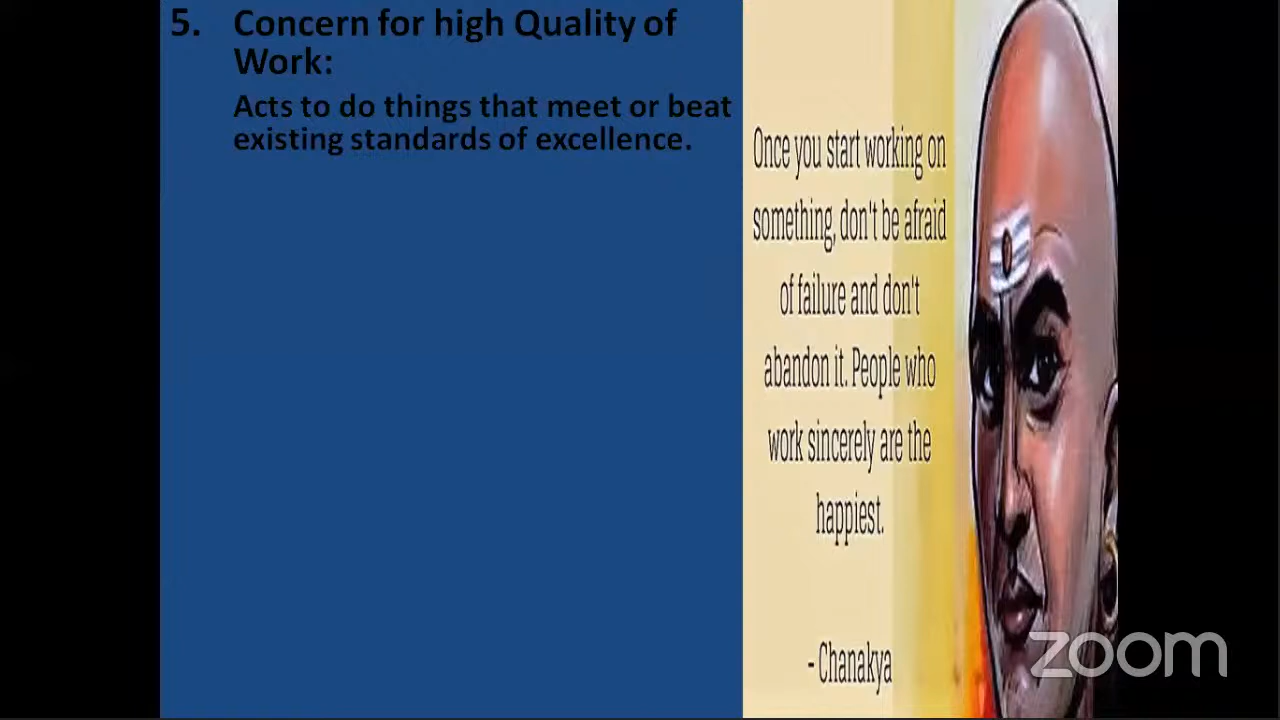 5. Concern for high Quality of
Work:
Acts to do things that meet or beat
existing standards of excellence.
Once you start working on
something, don't be afraid
of failure and don't
abandon it. People who
work sincerely are the
happiest.
- Chanakya
zoom